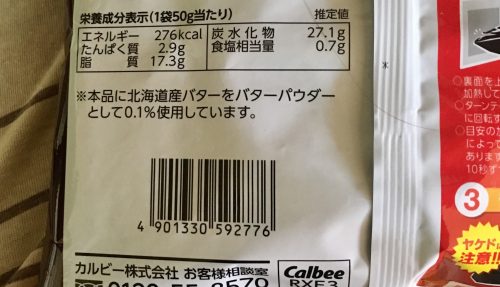 栄養成分表示(1袋50g当たり) 推定値
エネルギー 276kcal 炭水化物 27.1g
たんぱく質 2.9g 食塩相当量 0.7g
脂質 17.3g
※本品に北海道産バターをバターパウダー
として0.1%使用しています。
4 901330 592776
カルビー株式会社 お客様相談室
Calbee
RXE3
*
○裏面を上
加熱して
○ターンテ
に回転す
○目安の加
によって
あります
10秒ず
3
ヤケドに
注意!!